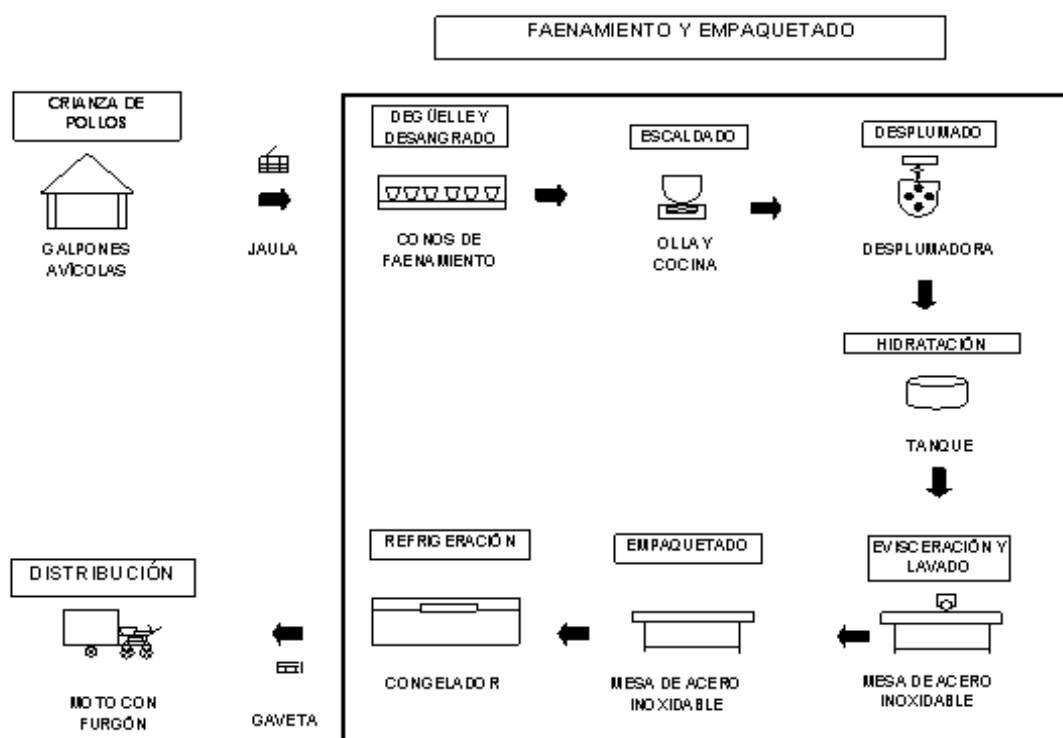 FAENAMIENTO Y EMPAQUETADO
CRIANZA DE
POLLOS
GALPONES
AVÍCOLAS
JAULA
DEGÜELLE Y
DESANGRADO
CONOS DE
FAENAMIENTO
ESCALDADO
OLLA Y
COCINA
DESPLUMADO
DESPLUMADORA
HIDRATACIÓN
TANQUE
EVISCERACIÓN Y
LAVADO
MESA DE ACERO
INOXIDABLE
EMPAQUETADO
MESA DE ACERO
INOXIDABLE
REFRIGERACIÓN
CONGELADOR
GAVETA
DISTRIBUCIÓN
MOTO CON
FURGÓN